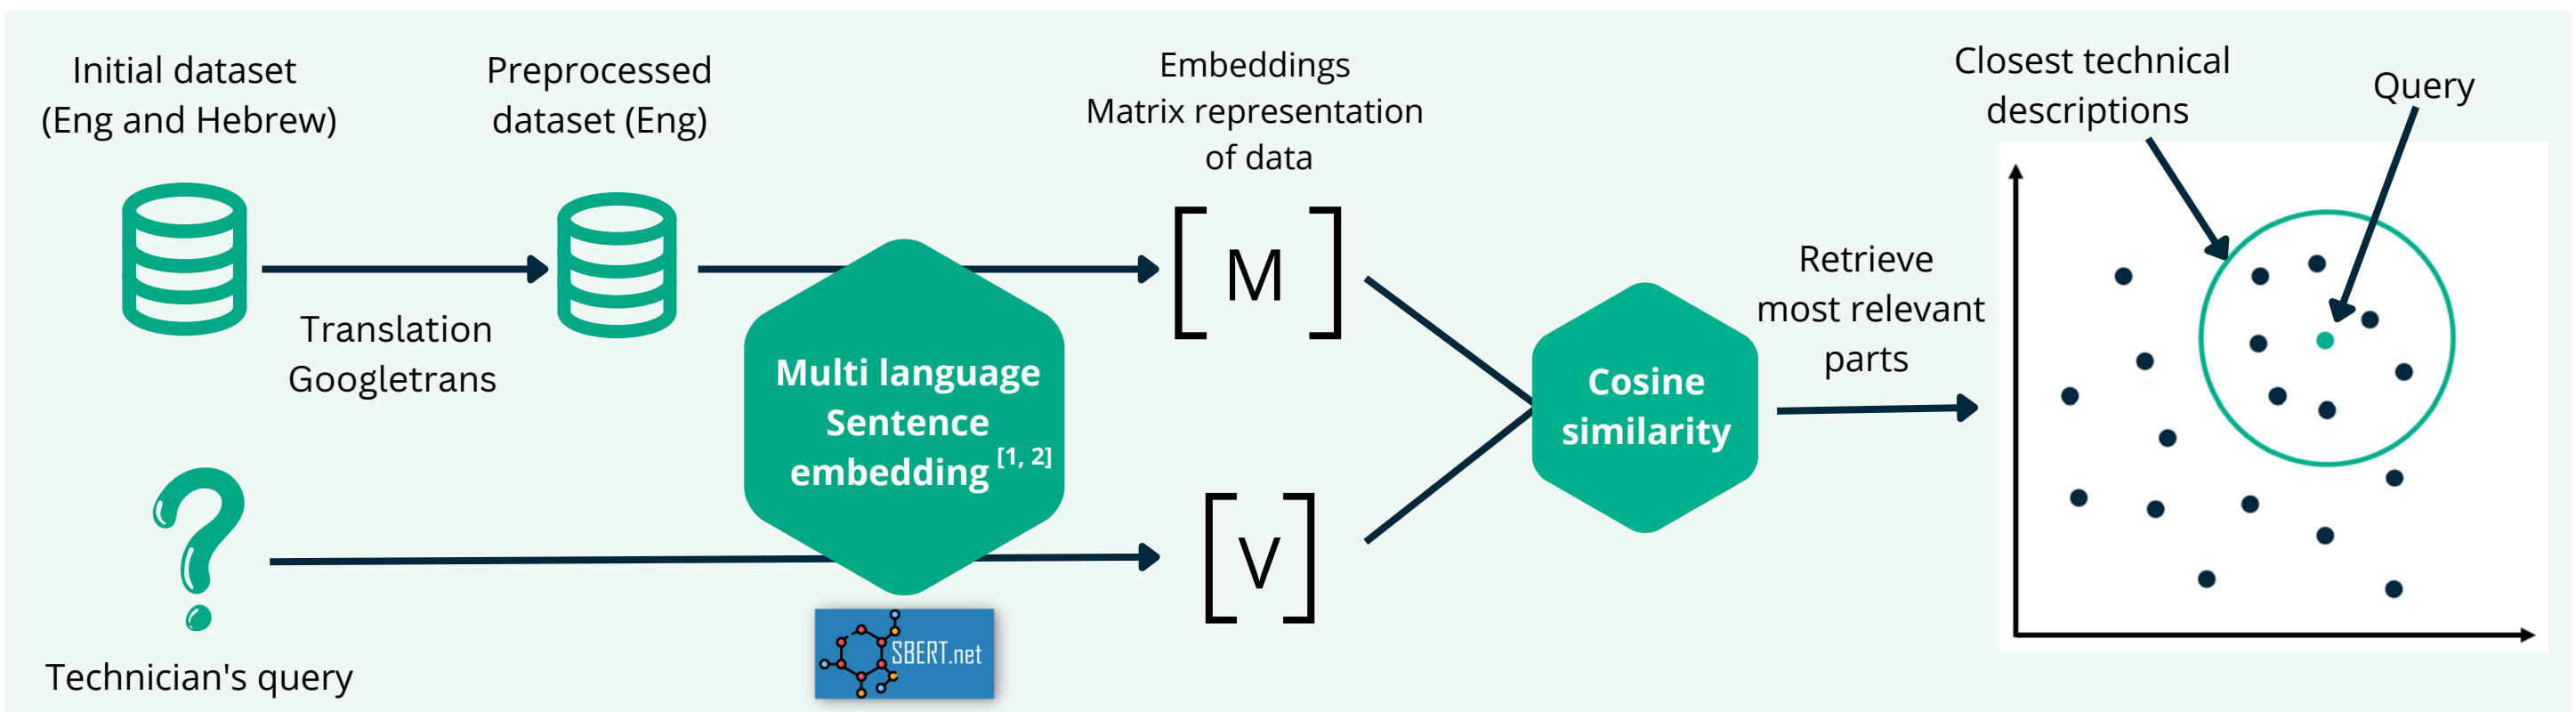 Initial dataset
(Eng and Hebrew)
Preprocessed
dataset (Eng)
Translation
Googletrans
Technician's query
Multi language
Sentence
embedding [1, 2]
SBERT.net
Embeddings
Matrix representation
of data
M
V
Cosine
similarity
Retrieve
most relevant
parts
Closest technical
descriptions
Query